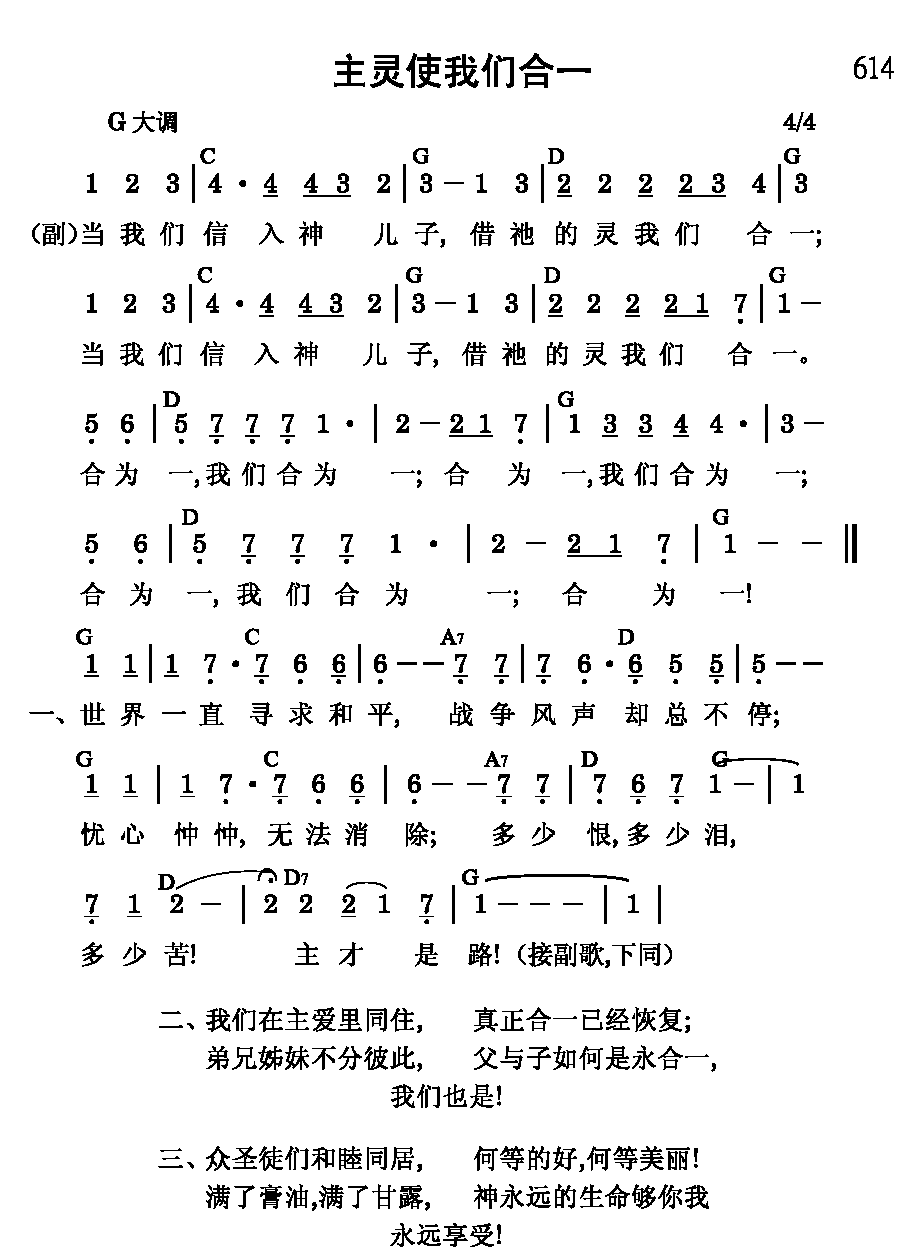 主灵使我们合一 614
G 大调 4/4
C G D G
1 2 3 | 4 · 4 4 3 2 | 3 – 1 3 | 2 2 2 2 3 4 | 3
(副)当我们信 入神 儿子, 借祂的灵我们 合一;
C G D G
1 2 3 | 4 · 4 4 3 2 | 3 – 1 3 | 2 2 2 2 1 7 | 1 –
当我们信 入神 儿子, 借祂的灵我们 合一。
D G
5 6 | 5 7 7 7 1 · | 2 – 2 1 7 | 1 3 3 4 4 · | 3 –
合为 一,我们合为 一; 合 为 一,我们合为 一;
D G
5 6 | 5 7 7 7 1 · | 2 – 2 1 7 | 1 – – ‖
合为 一, 我们合为 一; 合 为 一!
G C A7 D
1 1 | 1 7 · 7 6 6 | 6 – – 7 7 | 7 6 · 6 5 5 | 5 – –
一、世界一直寻求和平, 战争风声却总不停;
G C A7 D G
1 1 | 1 7 · 7 6 6 | 6 – – 7 7 | 7 6 7 1 – | 1
忧心忡忡, 无法消除; 多少恨,多少泪,
D D7 G
7 1 2 – | 2 2 2 1 7 | 1 – – – | 1 |
多少苦! 主才 是路! (接副歌,下同)
二、我们在主爱里同住, 真正合一已经恢复;
弟兄姊妹不分彼此, 父与子如何是永合一,
我们也是!
三、众圣徒们和睦同居, 何等的好,何等美丽!
满了膏油,满了甘露, 神永远的生命够你我
永远享受!